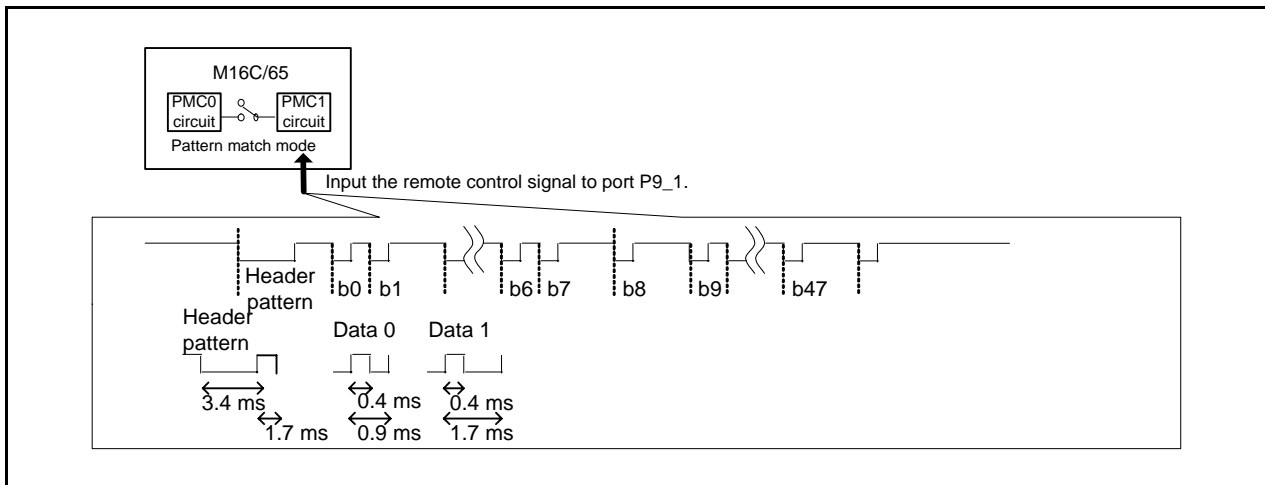 M16C/65
PMC0 circuit
PMC1 circuit
Pattern match mode
Input the remote control signal to port P9_1.
Header pattern
b0
b1
b6
b7
b8
b9
b47
Header pattern
Data 0
Data 1
3.4 ms
1.7 ms
0.4 ms
0.9 ms
0.4 ms
1.7 ms